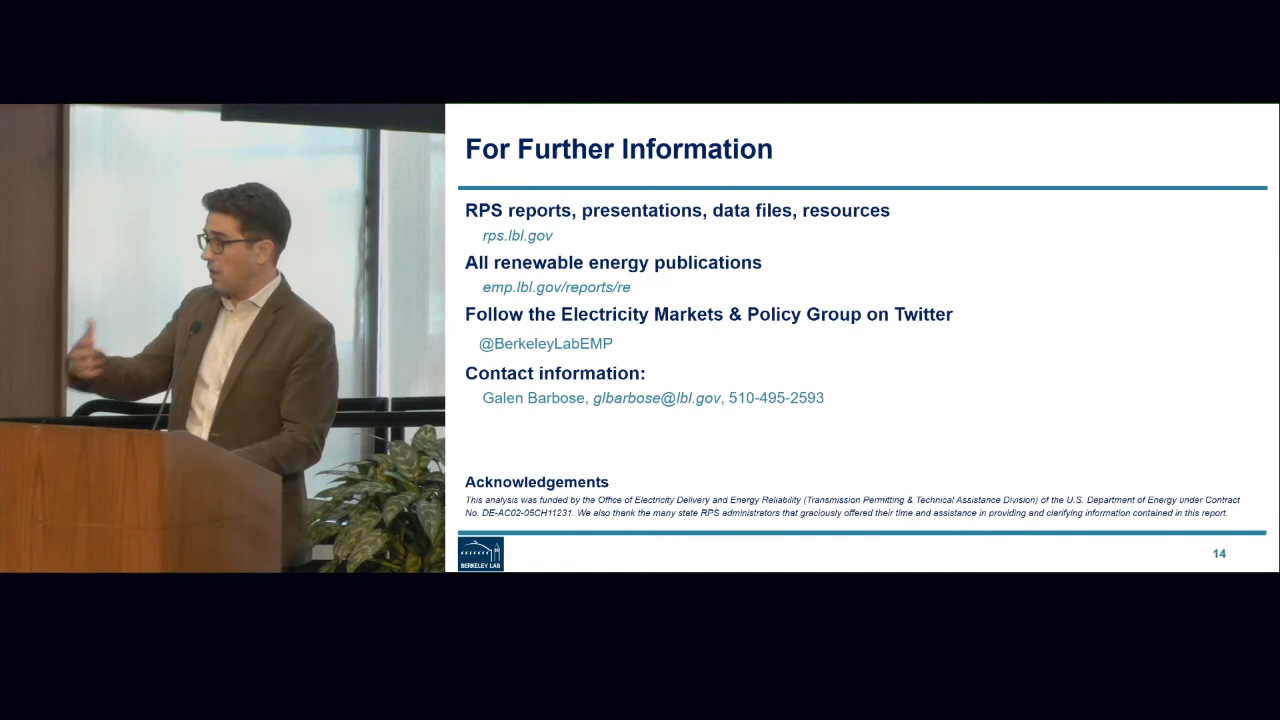 For Further Information
RPS reports, presentations, data files, resources
rps.lbl.gov
All renewable energy publications
emp.lbl.gov/reports/re
Follow the Electricity Markets & Policy Group on Twitter
@BerkeleyLabEMP
Contact information:
Galen Barbose, glbarbose@lbl.gov, 510-495-2593
Acknowledgements
This analysis was funded by the Office of Electricity Delivery and Energy Reliability (Transmission Permitting & Technical Assistance Division) of the U.S. Department of Energy under Contract
No. DE-AC02-05CH11231. We also thank the many state RPS administrators that graciously offered their time and assistance in providing and clarifying information contained in this report.
BERKELEY LAB
14